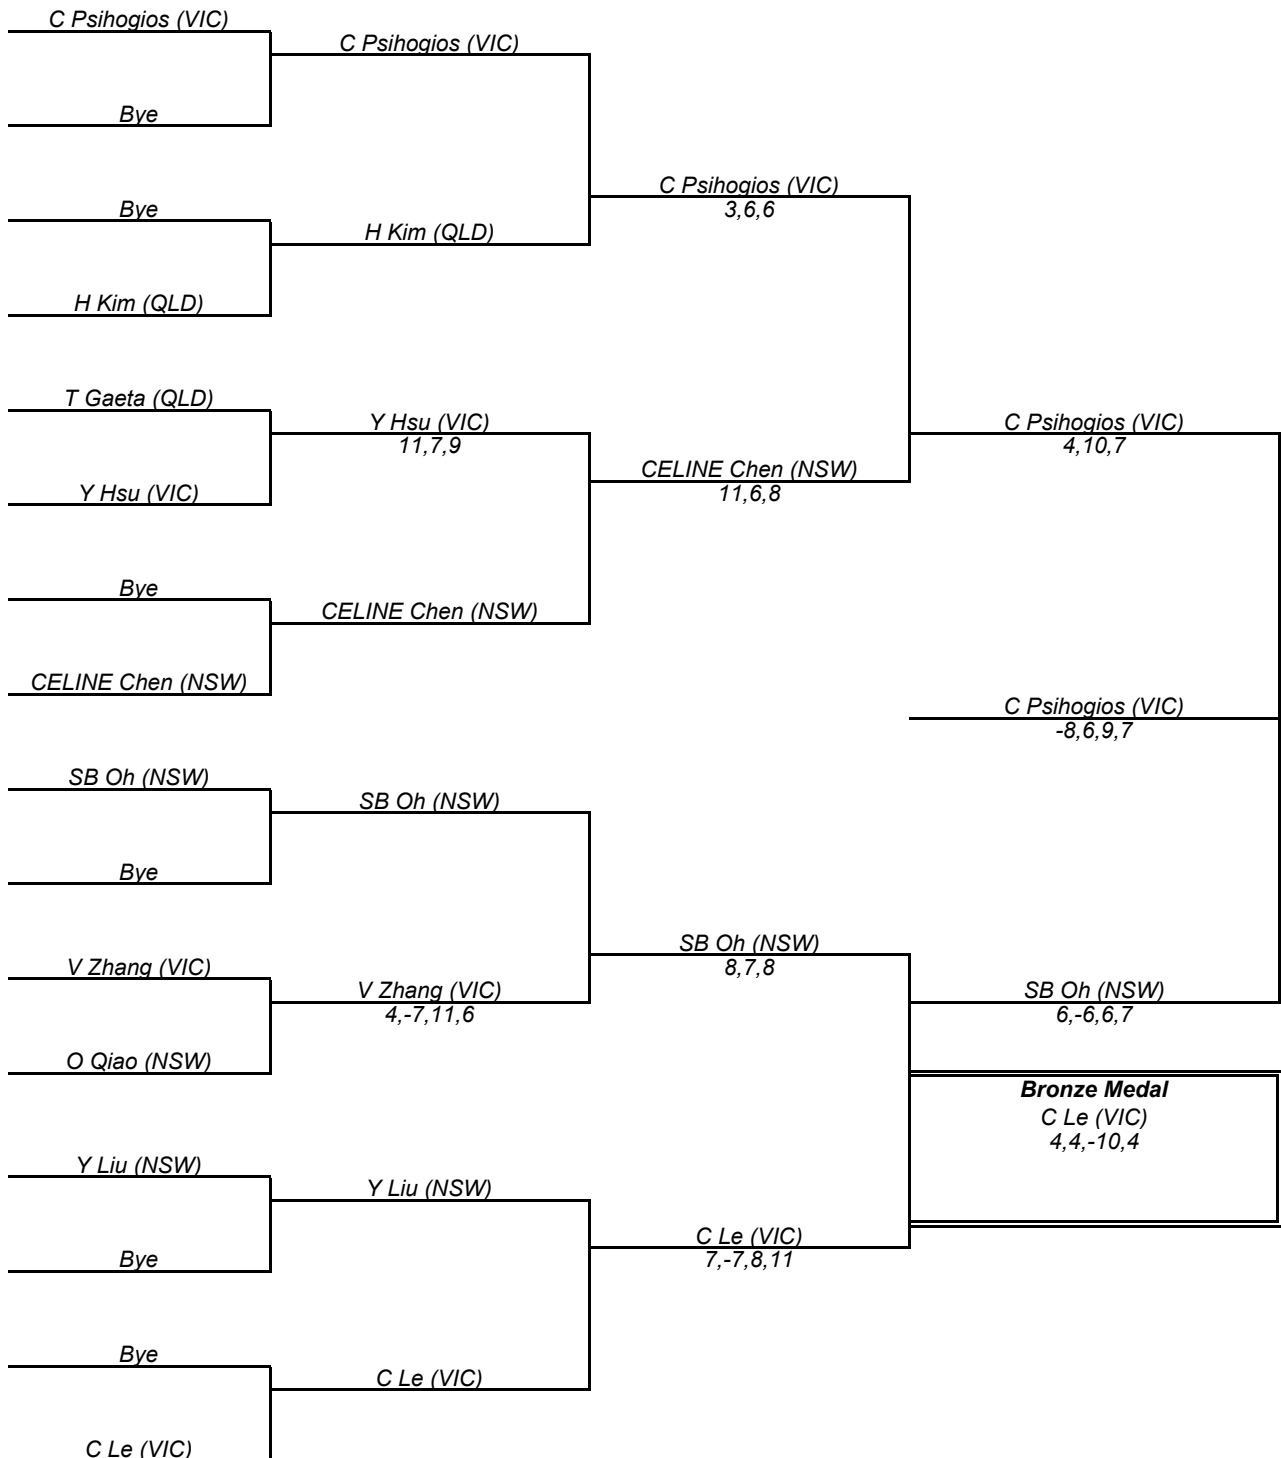 C Psihogios (VIC)
C Psihogios (VIC)
Bye
C Psihogios (VIC)
3,6,6
Bye
H Kim (QLD)
H Kim (QLD)
T Gaeta (QLD)
Y Hsu (VIC)
11,7,9
C Psihogios (VIC)
4,10,7
CELINE Chen (NSW)
11,6,8
Y Hsu (VIC)
Bye
CELINE Chen (NSW)
CELINE Chen (NSW)
C Psihogios (VIC)
-8,6,9,7
SB Oh (NSW)
SB Oh (NSW)
Bye
SB Oh (NSW)
8,7,8
V Zhang (VIC)
V Zhang (VIC)
4,-7,11,6
SB Oh (NSW)
6,-6,6,7
O Qiao (NSW)
Bronze Medal
C Le (VIC)
4,4,-10,4
Y Liu (NSW)
Y Liu (NSW)
C Le (VIC)
7,-7,8,11
Bye
Bye
C Le (VIC)
C Le (VIC)